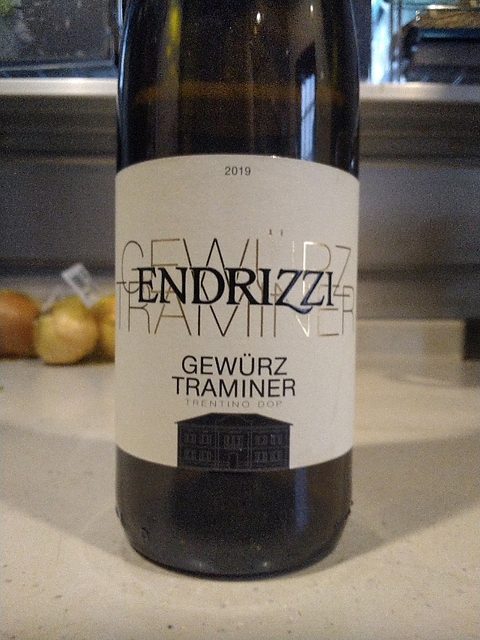 2019
GEWÜRZ
TRAMINER
ENDRIZZI
GEWÜRZ
TRAMINER
TRENTINO DOP